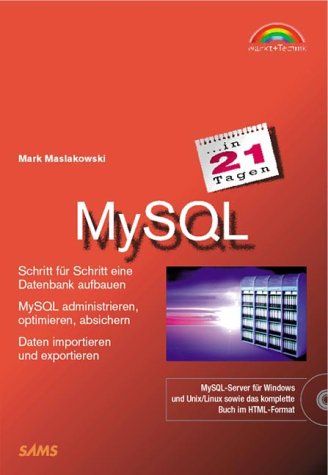 Markt+Technik
Mark Maslakowski
...in
21
Tagen
MySQL
Schritt für Schritt eine
Datenbank aufbauen
MySQL administrieren,
optimieren, absichern
Daten importieren
und exportieren
MySQL-Server für Windows
und Unix/Linux sowie das komplette
Buch im HTML-Format
SAMS